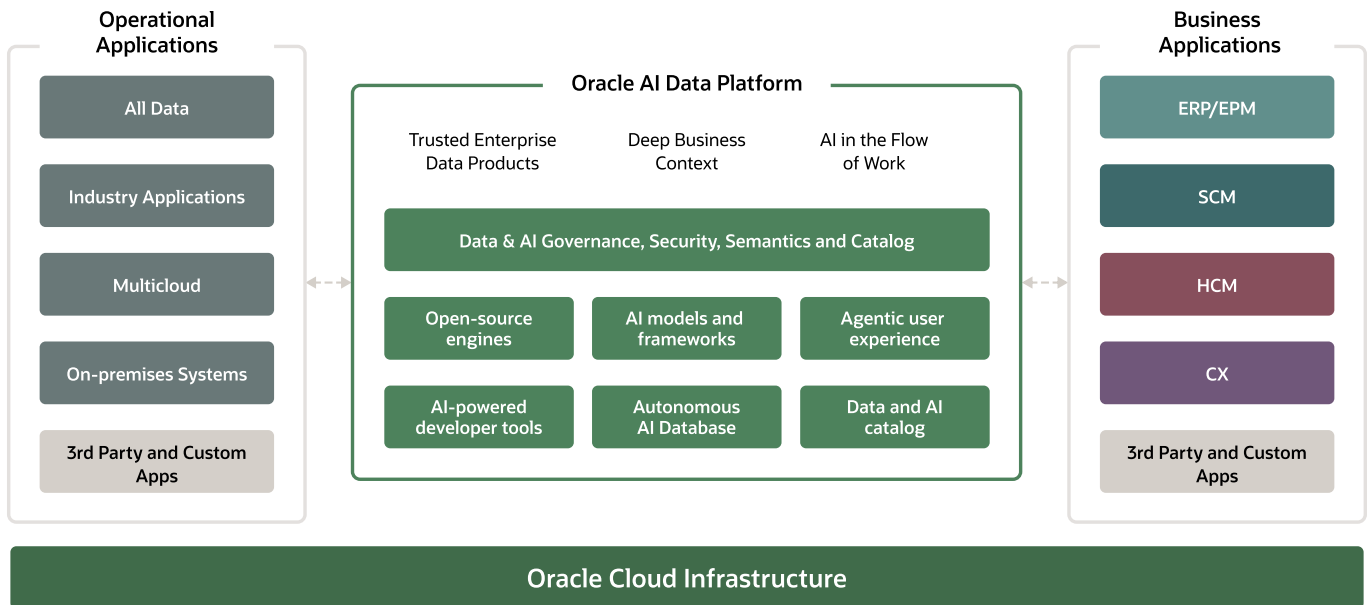 Operational
Applications
All Data
Industry Applications
Multicloud
On-premises Systems
3rd Party and Custom
Apps
Oracle AI Data Platform
Trusted Enterprise
Data Products
Deep Business
Context
AI in the Flow
of Work
Data & AI Governance, Security, Semantics and Catalog
Open-source
engines
AI models and
frameworks
Agentic user
experience
AI-powered
developer tools
Autonomous
AI Database
Data and AI
catalog
Business
Applications
ERP/EPM
SCM
HCM
CX
3rd Party and Custom
Apps
Oracle Cloud Infrastructure